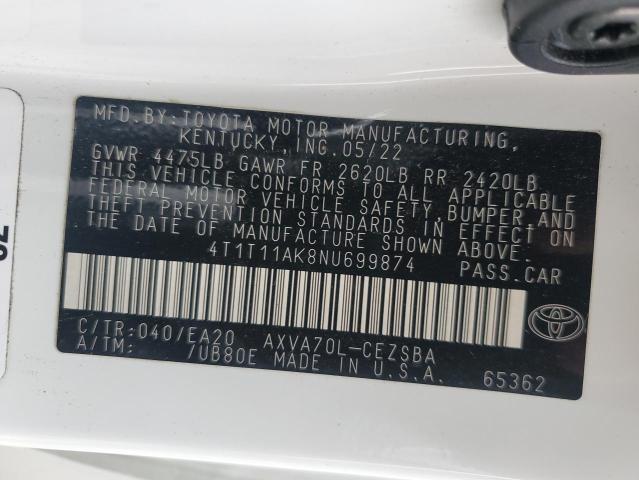 MFD.BY:TOYOTA MOTOR MANUFACTURING,
KENTUCKY,INC.05/22
GVWR 4475LB GAWR FR 2620LB RR 2420LB
THIS VEHICLE CONFORMS TO ALL APPLICABLE
FEDERAL MOTOR VEHICLE SAFETY,BUMPER,AND
THEFT PREVENTION STANDARDS IN EFFECT ON
THE DATE OF MANUFACTURE SHOWN ABOVE.
4T1T11AK8NU699874 PASS.CAR
C/TR:040/EA20 AXVA70L-CEZSBA
A/TM: /UB80E MADE IN U.S.A. 65362